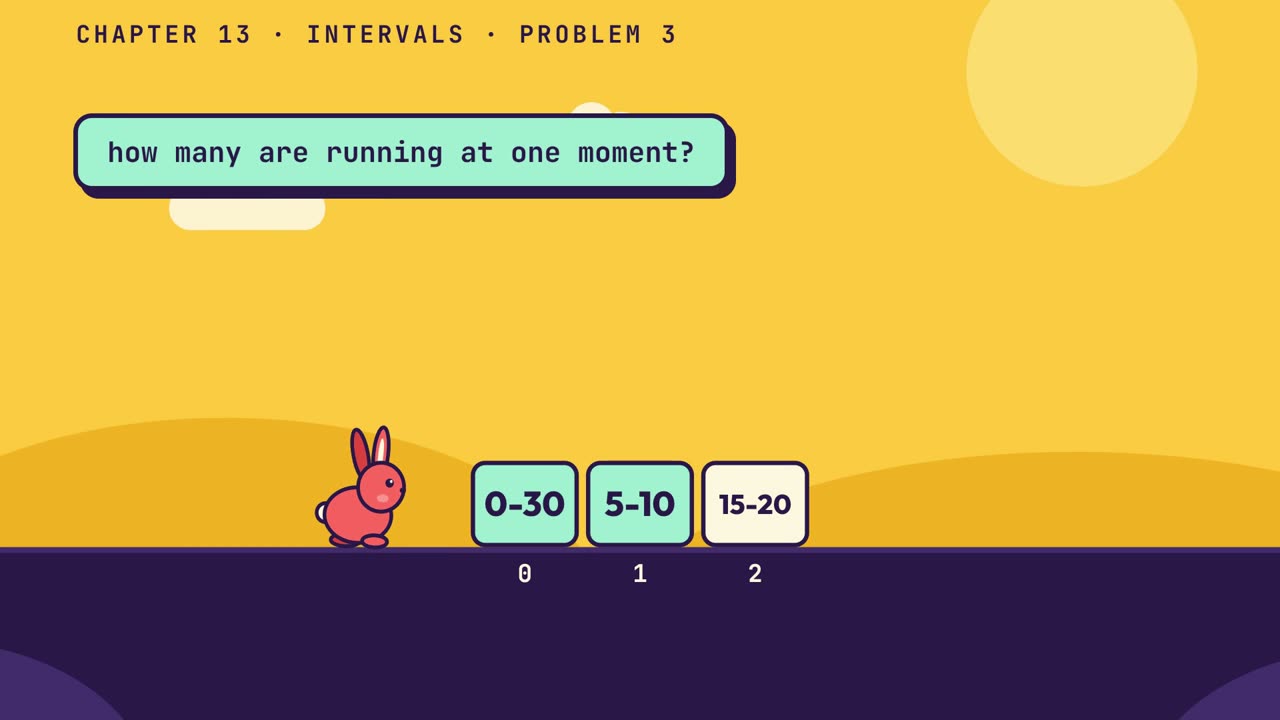 CHAPTER 13 · INTERVALS · PROBLEM 3
how many are running at one moment?
0-30 5-10 15-20
0 1 2